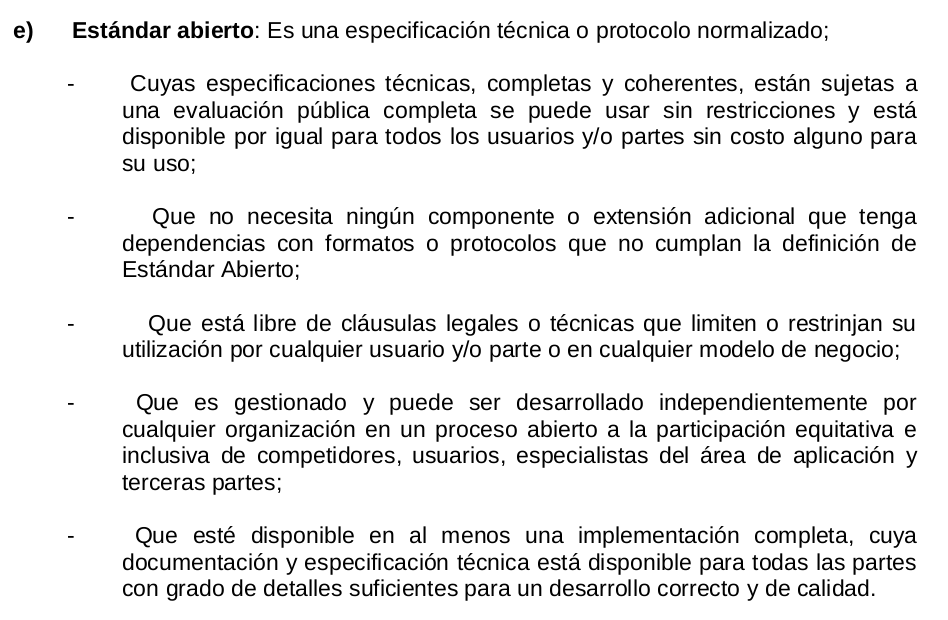 e) Estándar abierto: Es una especificación técnica o protocolo normalizado;
- Cuyas especificaciones técnicas, completas y coherentes, están sujetas a
una evaluación pública completa se puede usar sin restricciones y está
disponible por igual para todos los usuarios y/o partes sin costo alguno para
su uso;
- Que no necesita ningún componente o extensión adicional que tenga
dependencias con formatos o protocolos que no cumplan la definición de
Estándar Abierto;
- Que está libre de cláusulas legales o técnicas que limiten o restrinjan su
utilización por cualquier usuario y/o parte o en cualquier modelo de negocio;
- Que es gestionado y puede ser desarrollado independientemente por
cualquier organización en un proceso abierto a la participación equitativa e
inclusiva de competidores, usuarios, especialistas del área de aplicación y
terceras partes;
- Que esté disponible en al menos una implementación completa, cuya
documentación y especificación técnica está disponible para todas las partes
con grado de detalles suficientes para un desarrollo correcto y de calidad.